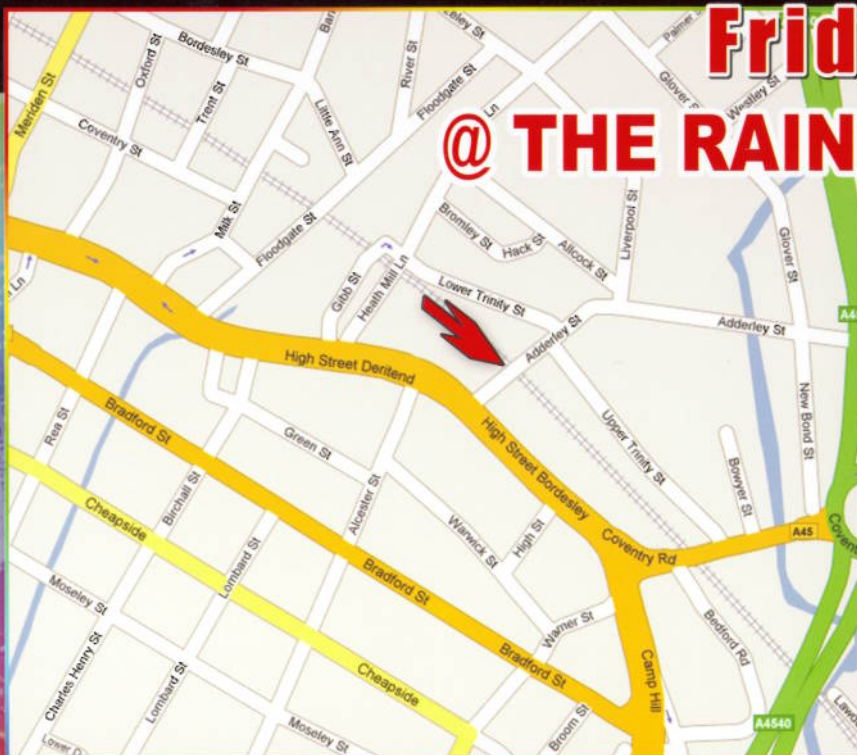 Frid
@ THE RAIN
Meriden St
Oxford St
Bordesley St
Trent St
Coventry St
Little Ann St
River St
Floodgate St
Palmer
Glover St
Westley St
Ln
Milk St
Floodgate St
Bromley St
Hack St
Allcock St
Liverpool St
Glover St
Ln
Gibb St
Heath Mill Ln
Lower Trinity St
Adderley St
Adderley St
High Street Deritend
Rea St
Bradford St
Green St
High Street Bordesley
Upper Trinity St
New Bond St
Bowyer St
Birchall St
Alcester St
Cheapside
Warwick St
High St
Coventry Rd
A45
Lombard St
Bradford St
Moseley St
Warner St
Bedford Rd
Charles Henry St
Bradford St
Camp Hill
Lombard St
Cheapside
Moseley St
Broom St
A4540